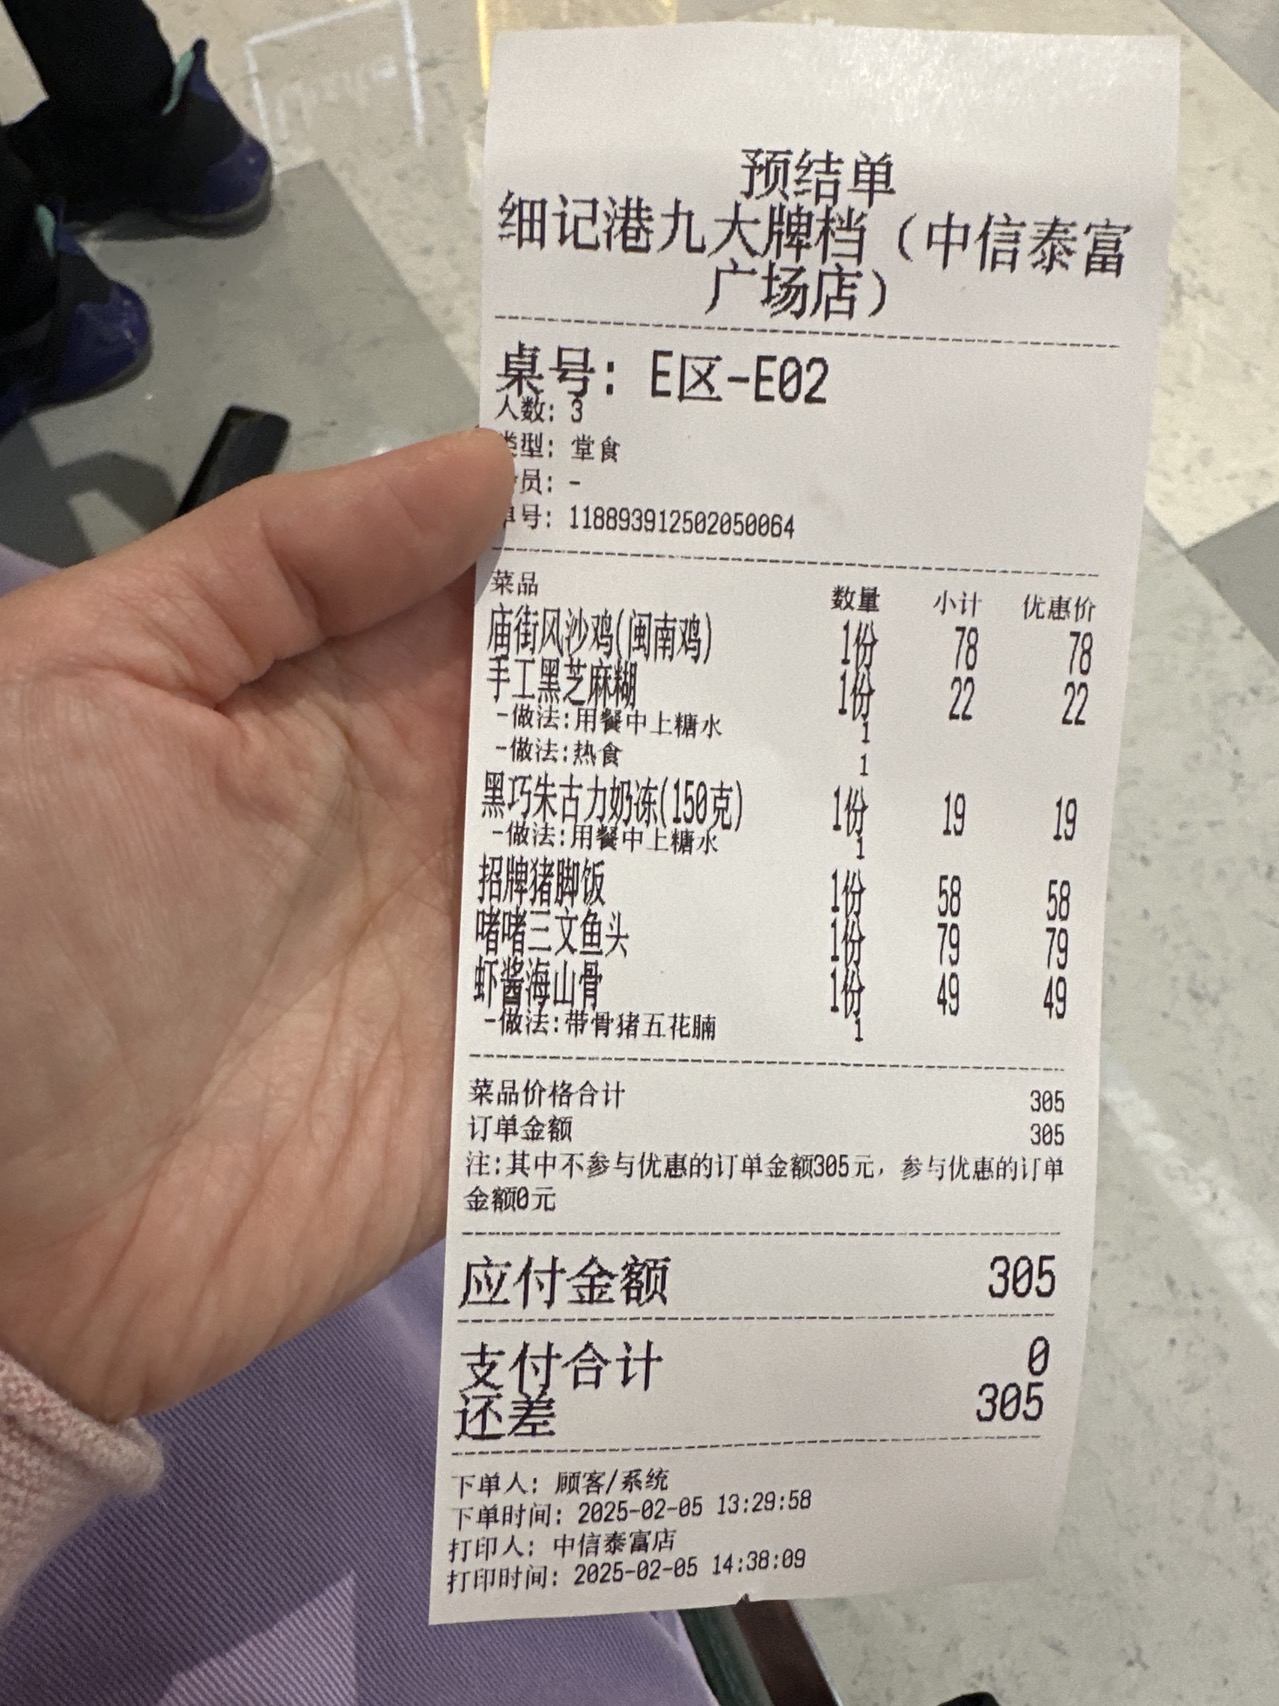 预结单
细记港九大牌档（中信泰富
广场店）
桌号：E区-E02
人数：3
类型：堂食
员：-
单号：118893912502050064
菜品 数量 小计 优惠价
庙街风沙鸡(闽南鸡) 1份 78 78
手工黑芝麻糊 1份 22 22
-做法:用餐中上糖水 1
-做法:热食 1
黑巧朱古力奶冻(150克) 1份 19 19
-做法:用餐中上糖水 1
招牌猪脚饭 1份 58 58
啫啫三文鱼头 1份 79 79
虾酱海山骨 1份 49 49
-做法:带骨猪五花腩 1
菜品价格合计 305
订单金额 305
注:其中不参与优惠的订单金额305元，参与优惠的订单
金额0元
应付金额 305
支付合计 0
还差 305
下单人：顾客/系统
下单时间：2025-02-05 13:29:58
打印人：中信泰富店
打印时间：2025-02-05 14:38:09